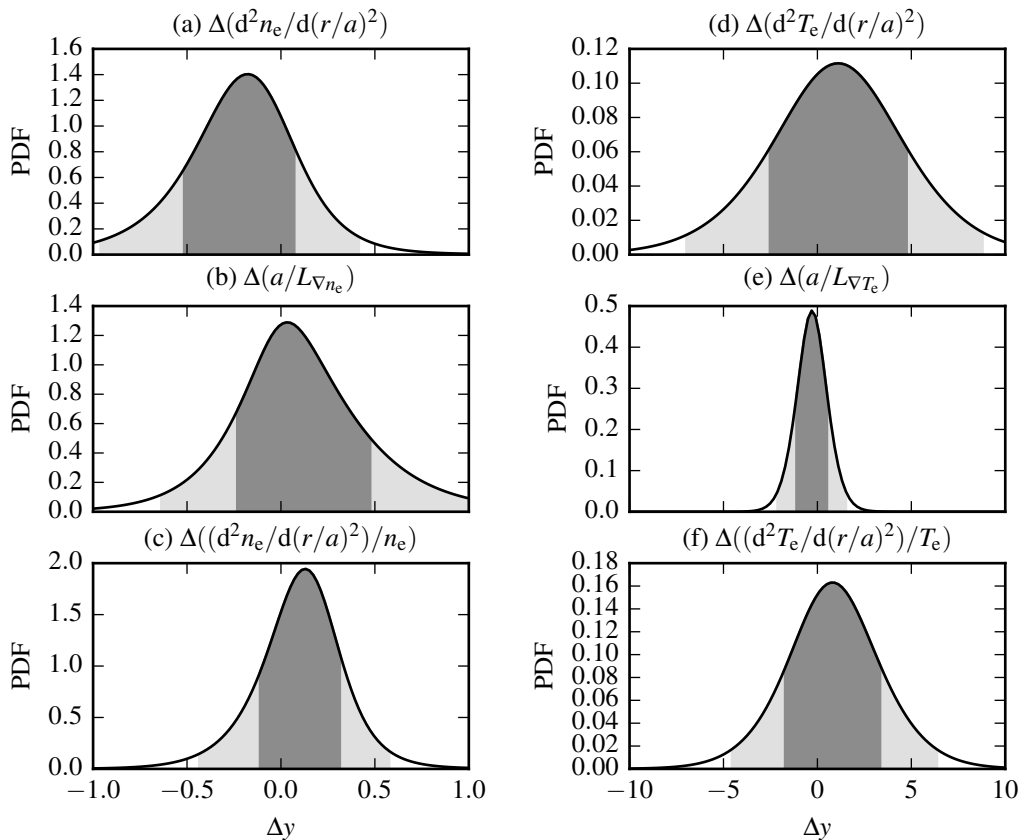 (a) Δ(d²nₑ/d(r/a)²)
PDF
1.6
1.4
1.2
1.0
0.8
0.6
0.4
0.2
0.0
(b) Δ(a/L∇nₑ)
PDF
1.4
1.2
1.0
0.8
0.6
0.4
0.2
0.0
(c) Δ((d²nₑ/d(r/a)²)/nₑ)
PDF
2.0
1.5
1.0
0.5
0.0
−1.0 −0.5 0.0 0.5 1.0
Δy
(d) Δ(d²Tₑ/d(r/a)²)
PDF
0.12
0.10
0.08
0.06
0.04
0.02
0.00
(e) Δ(a/L∇Tₑ)
PDF
0.5
0.4
0.3
0.2
0.1
0.0
(f) Δ((d²Tₑ/d(r/a)²)/Tₑ)
PDF
0.18
0.16
0.14
0.12
0.10
0.08
0.06
0.04
0.02
0.00
−10 −5 0 5 10
Δy